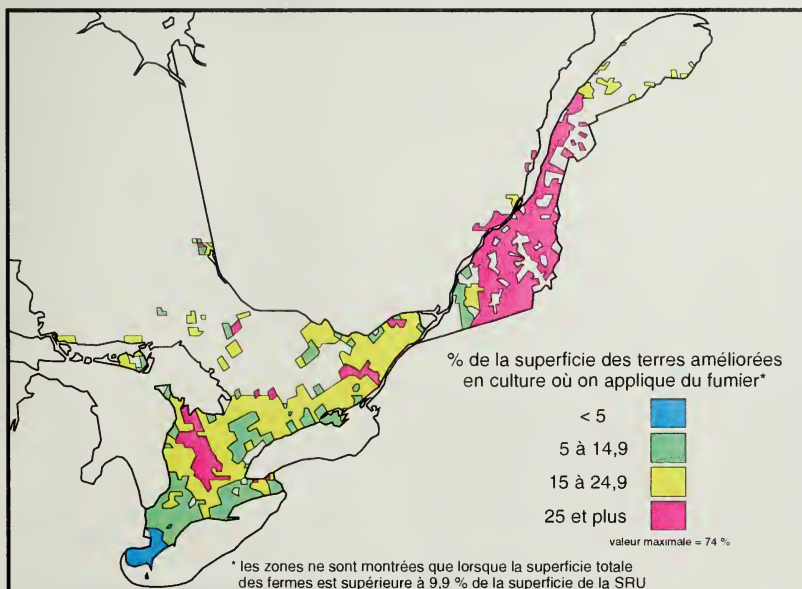 % de la superficie des terres améliorées
en culture où on applique du fumier*
< 5
5 à 14,9
15 à 24,9
25 et plus
valeur maximale = 74 %
* les zones ne sont montrées que lorsque la superficie totale
des fermes est supérieure à 9,9 % de la superficie de la SRU